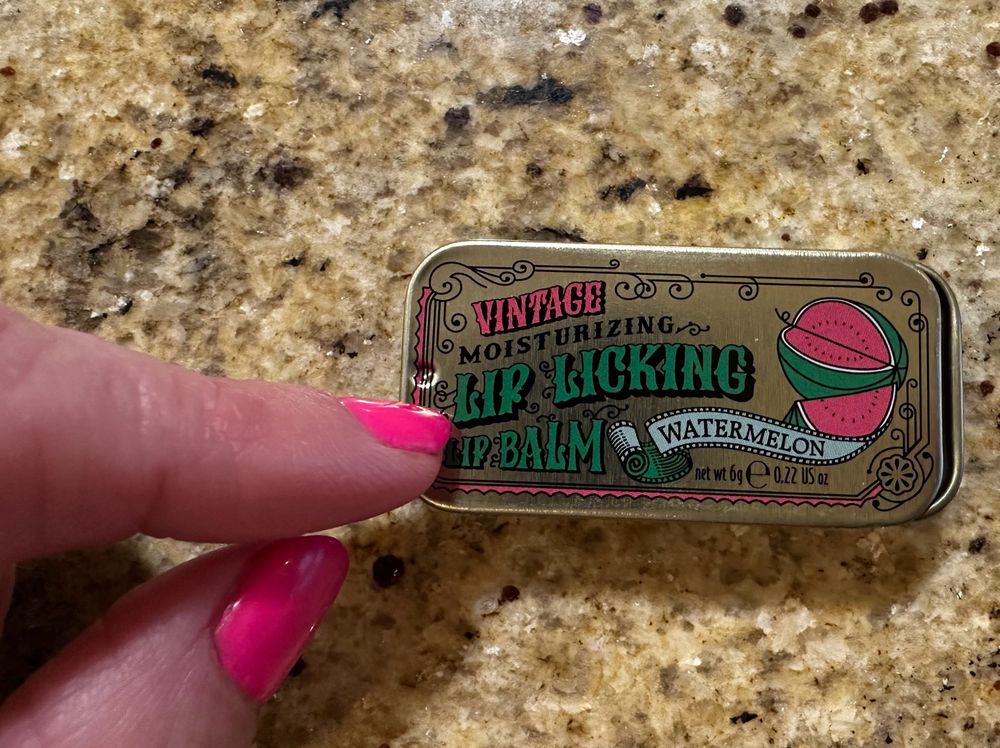 VINTAGE
MOISTURIZING
LIP LICKING
LIP BALM
WATERMELON
net wt 6g e 0.22 US oz